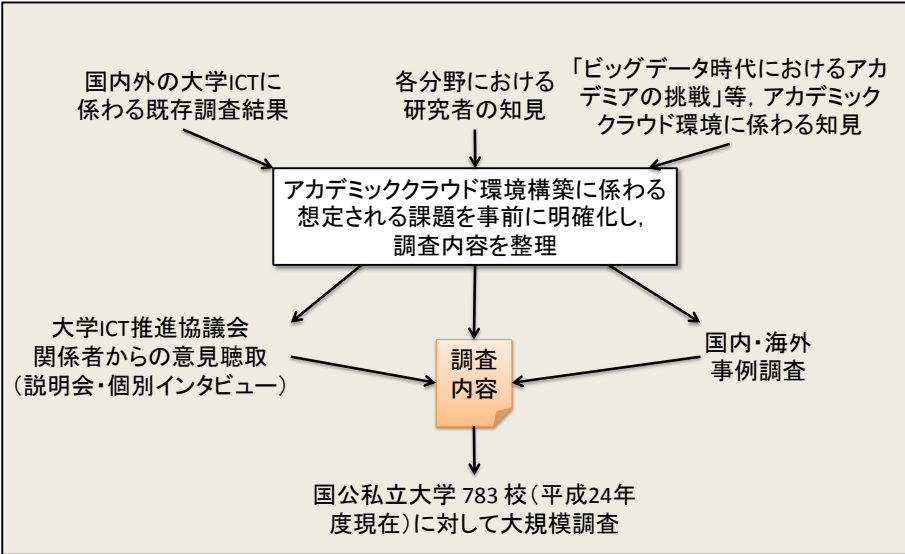 国内外の大学ICTに
係わる既存調査結果
各分野における
研究者の知見
「ビッグデータ時代におけるアカ
デミアの挑戦」等，アカデミック
クラウド環境に係わる知見
アカデミッククラウド環境構築に係わる
想定される課題を事前に明確化し，
調査内容を整理
大学ICT推進協議会
関係者からの意見聴取
（説明会・個別インタビュー）
調査
内容
国内・海外
事例調査
国公私立大学 783 校（平成24年
度現在）に対して大規模調査